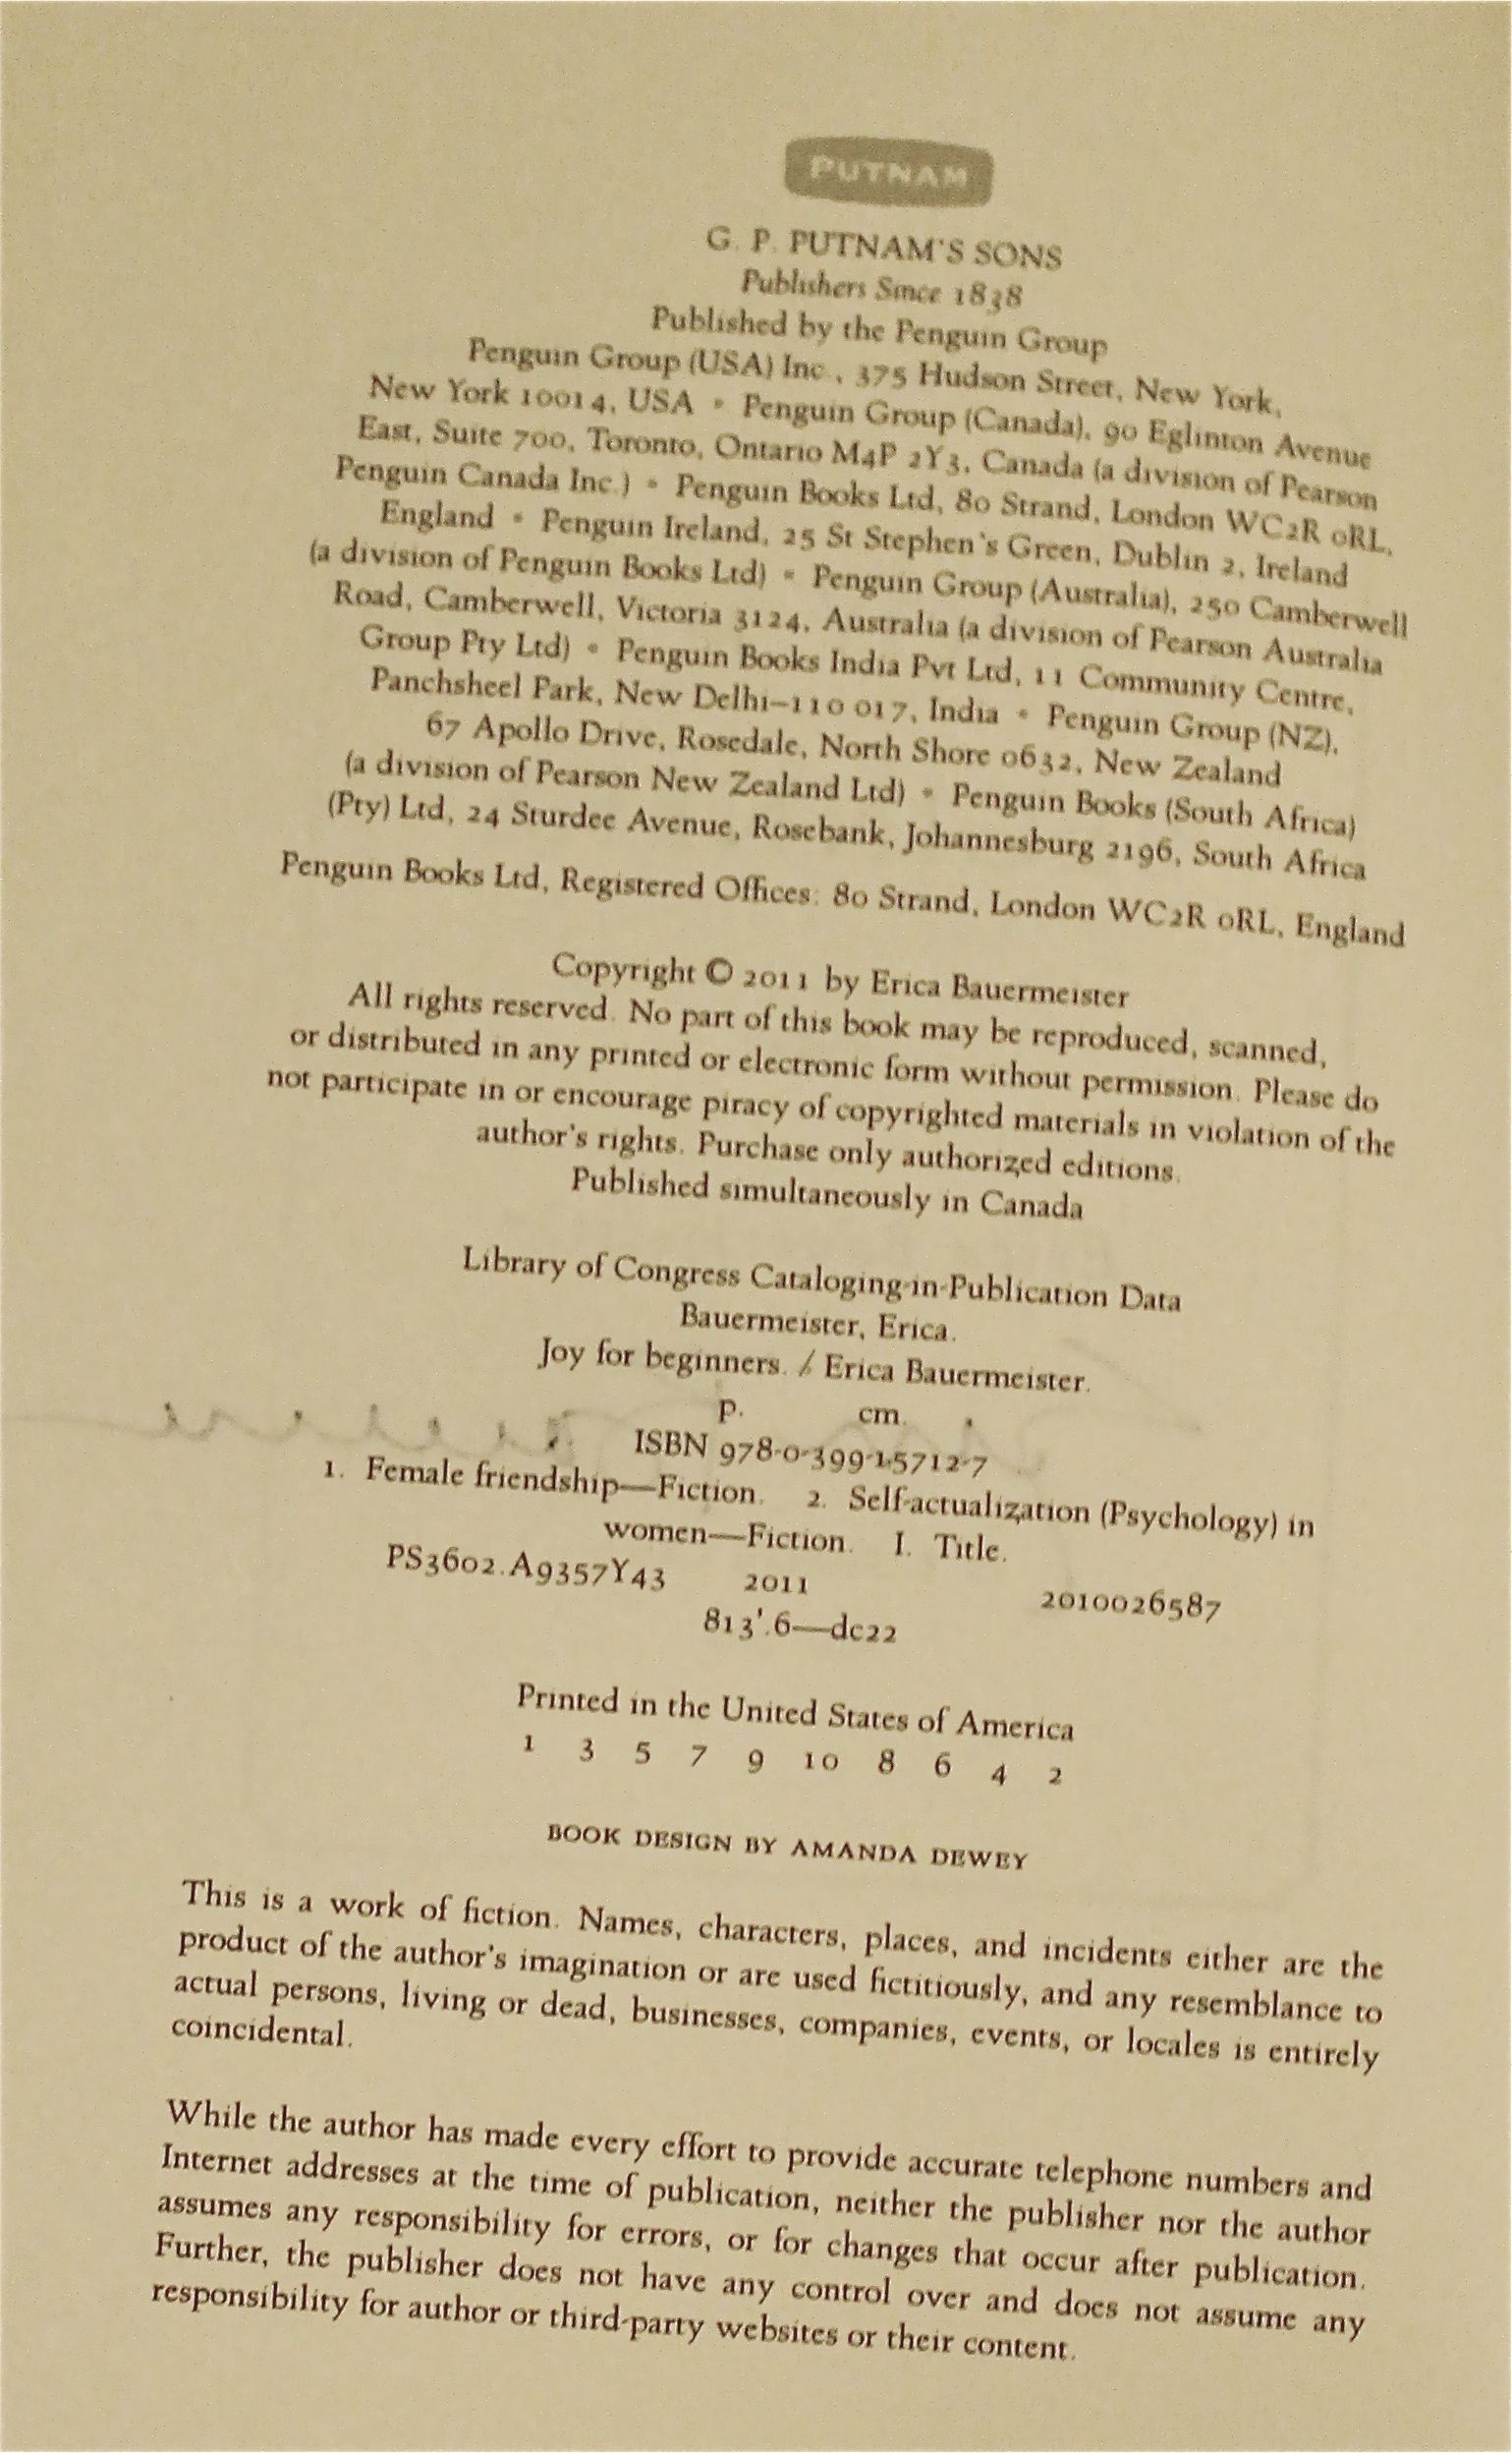 PUTNAM
G. P. PUTNAM'S SONS
Publishers Since 1838
Published by the Penguin Group
Penguin Group (USA) Inc., 375 Hudson Street, New York,
New York 10014, USA • Penguin Group (Canada), 90 Eglinton Avenue
East, Suite 700, Toronto, Ontario M4P 2Y3, Canada (a division of Pearson
Penguin Canada Inc.) • Penguin Books Ltd, 80 Strand, London WC2R 0RL,
England • Penguin Ireland, 25 St Stephen's Green, Dublin 2, Ireland
(a division of Penguin Books Ltd) • Penguin Group (Australia), 250 Camberwell
Road, Camberwell, Victoria 3124, Australia (a division of Pearson Australia
Group Pty Ltd) • Penguin Books India Pvt Ltd, 11 Community Centre,
Panchsheel Park, New Delhi–110 017, India • Penguin Group (NZ),
67 Apollo Drive, Rosedale, North Shore 0632, New Zealand
(a division of Pearson New Zealand Ltd) • Penguin Books (South Africa)
(Pty) Ltd, 24 Sturdee Avenue, Rosebank, Johannesburg 2196, South Africa
Penguin Books Ltd, Registered Offices: 80 Strand, London WC2R 0RL, England
Copyright © 2011 by Erica Bauermeister
All rights reserved. No part of this book may be reproduced, scanned,
or distributed in any printed or electronic form without permission. Please do
not participate in or encourage piracy of copyrighted materials in violation of the
author's rights. Purchase only authorized editions.
Published simultaneously in Canada
Library of Congress Cataloging-in-Publication Data
Bauermeister, Erica.
Joy for beginners. / Erica Bauermeister.
p. cm.
ISBN 978-0-399-15712-7
1. Female friendship—Fiction. 2. Self-actualization (Psychology) in
women—Fiction. I. Title.
PS3602.A9357Y43 2011 2010026587
813'.6—dc22
Printed in the United States of America
1 3 5 7 9 10 8 6 4 2
BOOK DESIGN BY AMANDA DEWEY
This is a work of fiction. Names, characters, places, and incidents either are the
product of the author's imagination or are used fictitiously, and any resemblance to
actual persons, living or dead, businesses, companies, events, or locales is entirely
coincidental.
While the author has made every effort to provide accurate telephone numbers and
Internet addresses at the time of publication, neither the publisher nor the author
assumes any responsibility for errors, or for changes that occur after publication.
Further, the publisher does not have any control over and does not assume any
responsibility for author or third-party websites or their content.